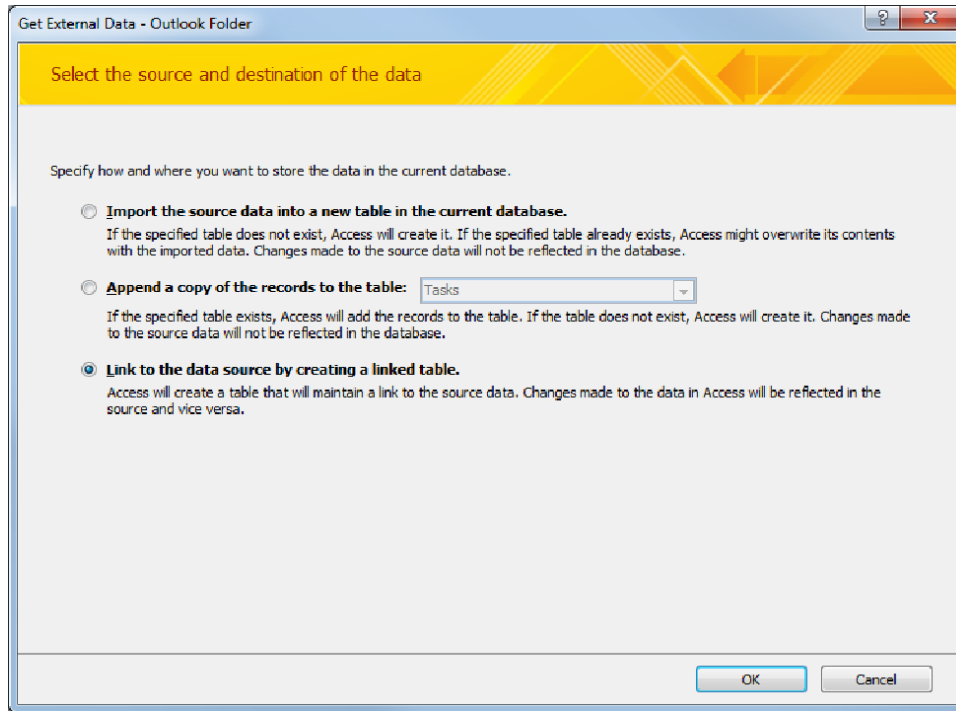 Get External Data - Outlook Folder
Select the source and destination of the data
Specify how and where you want to store the data in the current database.
Import the source data into a new table in the current database.
If the specified table does not exist, Access will create it. If the specified table already exists, Access might overwrite its contents
with the imported data. Changes made to the source data will not be reflected in the database.
Append a copy of the records to the table: Tasks
If the specified table exists, Access will add the records to the table. If the table does not exist, Access will create it. Changes made
to the source data will not be reflected in the database.
Link to the data source by creating a linked table.
Access will create a table that will maintain a link to the source data. Changes made to the data in Access will be reflected in the
source and vice versa.
OK Cancel